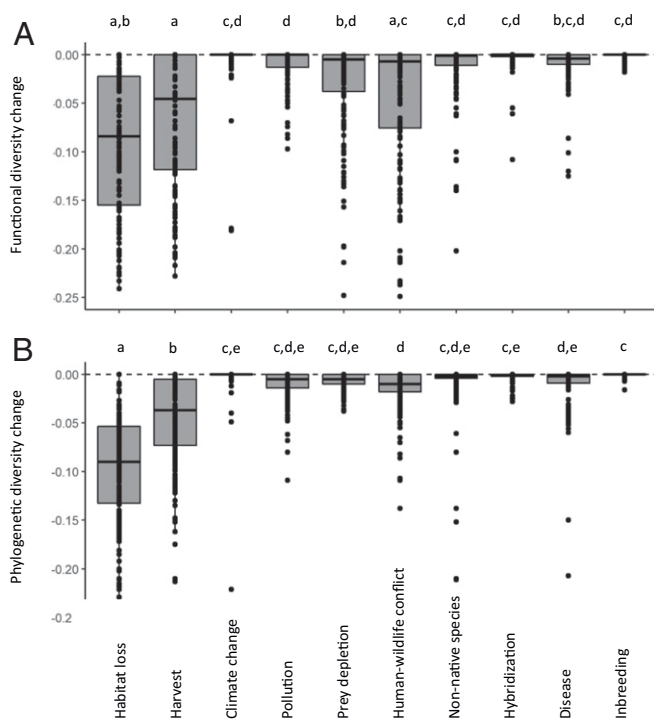 A
a,b a c,d d b,d a,c c,d c,d b,c,d c,d
Functional diversity change
0.00
-0.05
-0.10
-0.15
-0.20
-0.25
B
a b c,e c,d,e c,d,e d c,d,e c,e d,e c
Phylogenetic diversity change
0.00
-0.05
-0.10
-0.15
-0.20
-0.2
Habitat loss
Harvest
Climate change
Pollution
Prey depletion
Human-wildlife conflict
Non-native species
Hybridization
Disease
Inbreeding